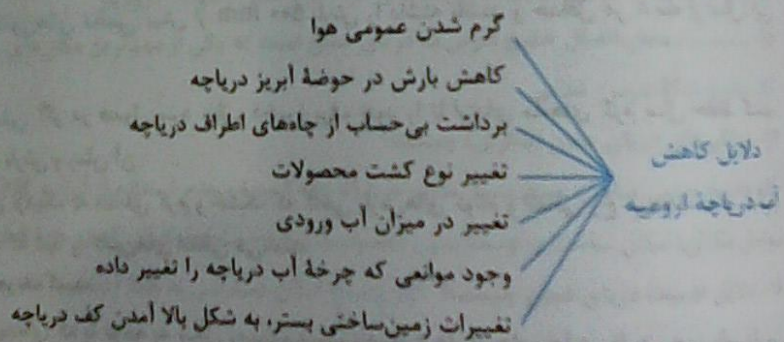 دلایل کاهش
آب دریاچهٔ ارومیه
گرم شدن عمومی هوا
کاهش بارش در حوضهٔ آبریز دریاچه
برداشت بی‌حساب از چاه‌های اطراف دریاچه
تغییر نوع کشت محصولات
تغییر در میزان آب ورودی
وجود موانعی که چرخهٔ آب دریاچه را تغییر داده
تغییرات زمین‌ساختی بستر، به شکل بالا آمدن کف دریاچه